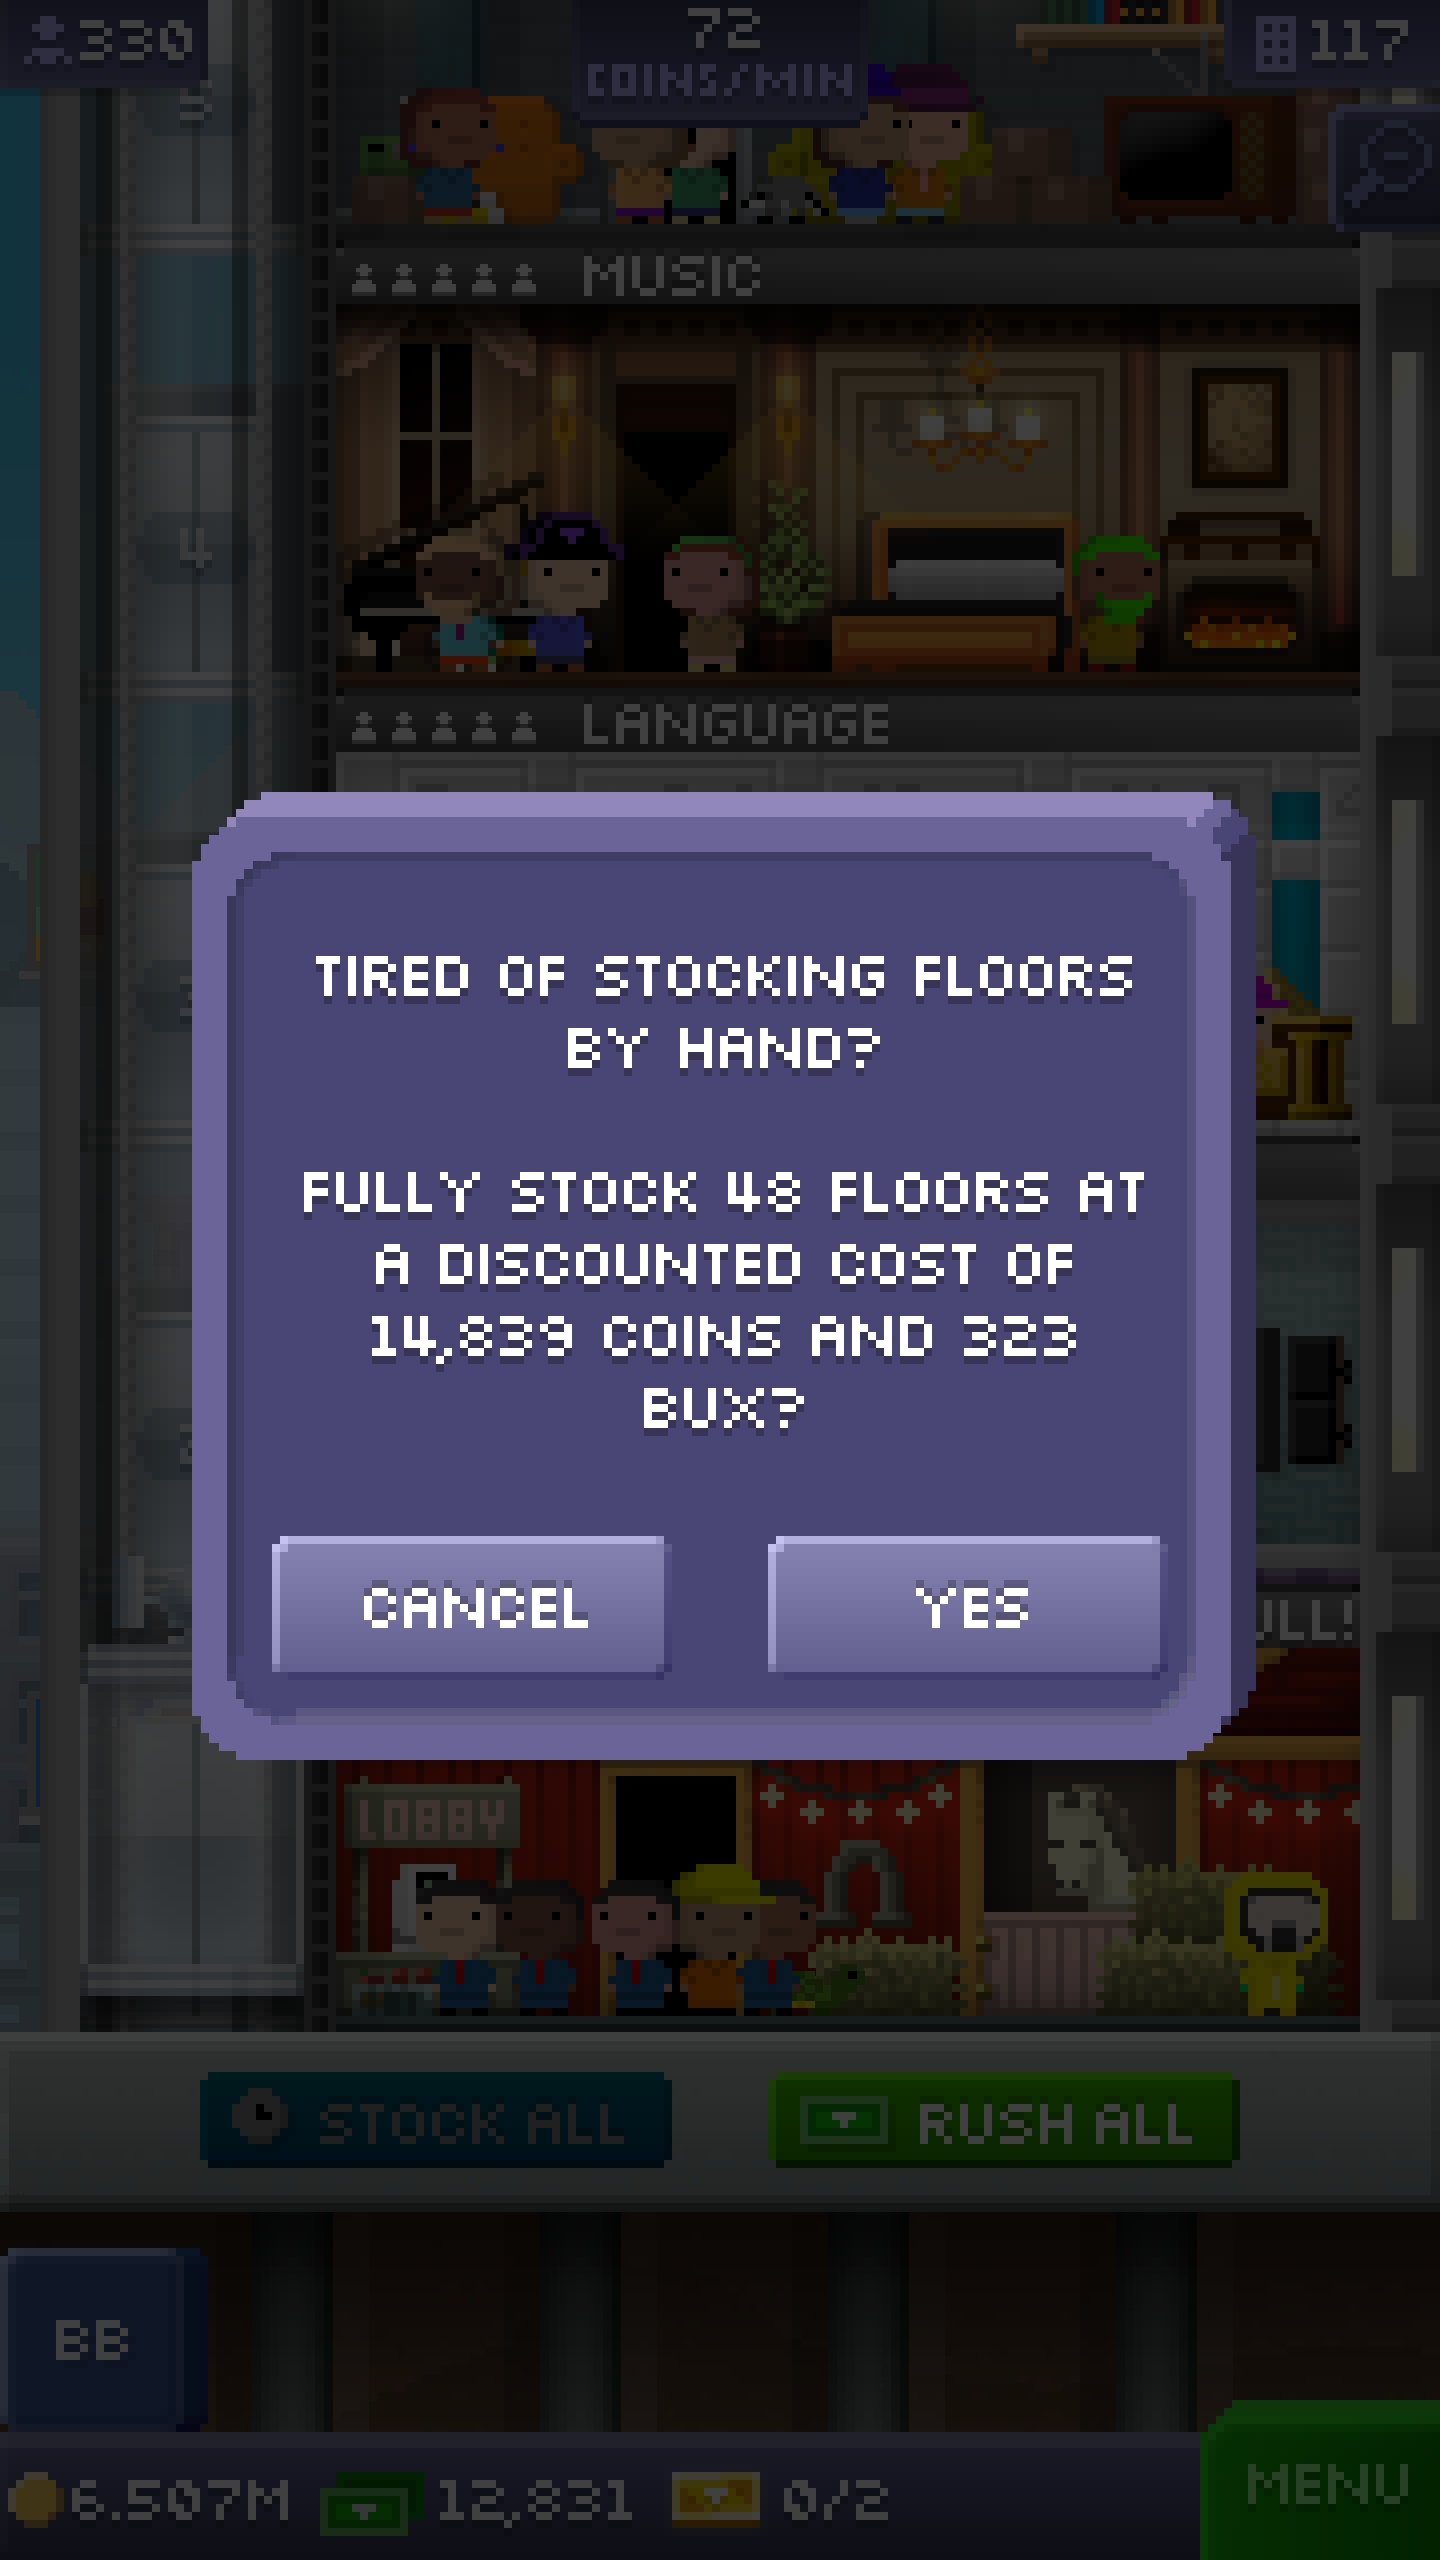 330
72
COINS/MIN
117
5
MUSIC
4
LANGUAGE
TIRED OF STOCKING FLOORS
BY HAND?
FULLY STOCK 48 FLOORS AT
A DISCOUNTED COST OF
14,839 COINS AND 323
BUX?
CANCEL
YES
LOBBY
STOCK ALL
RUSH ALL
BB
6.507M
12,831
0/2
MENU